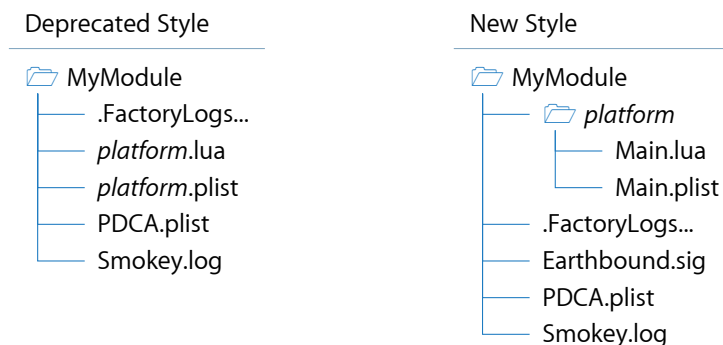 Deprecated Style
MyModule
.FactoryLogs...
platform.lua
platform.plist
PDCA.plist
Smokey.log
New Style
MyModule
platform
Main.lua
Main.plist
.FactoryLogs...
Earthbound.sig
PDCA.plist
Smokey.log